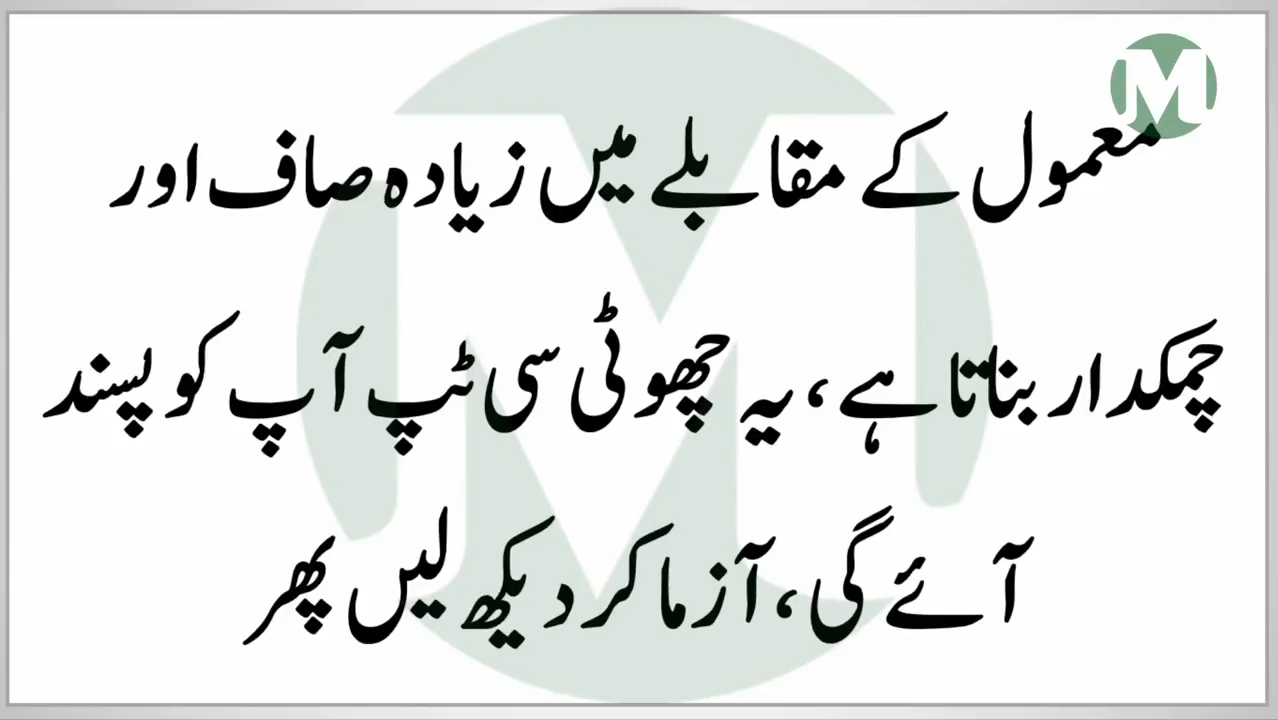 M
معمول کے مقابلے میں زیادہ صاف اور
چمکدار بناتا ہے، یہ چھوٹی سی ٹپ آپ کو پسند
آئے گی، آزما کر دیکھ لیں پھر